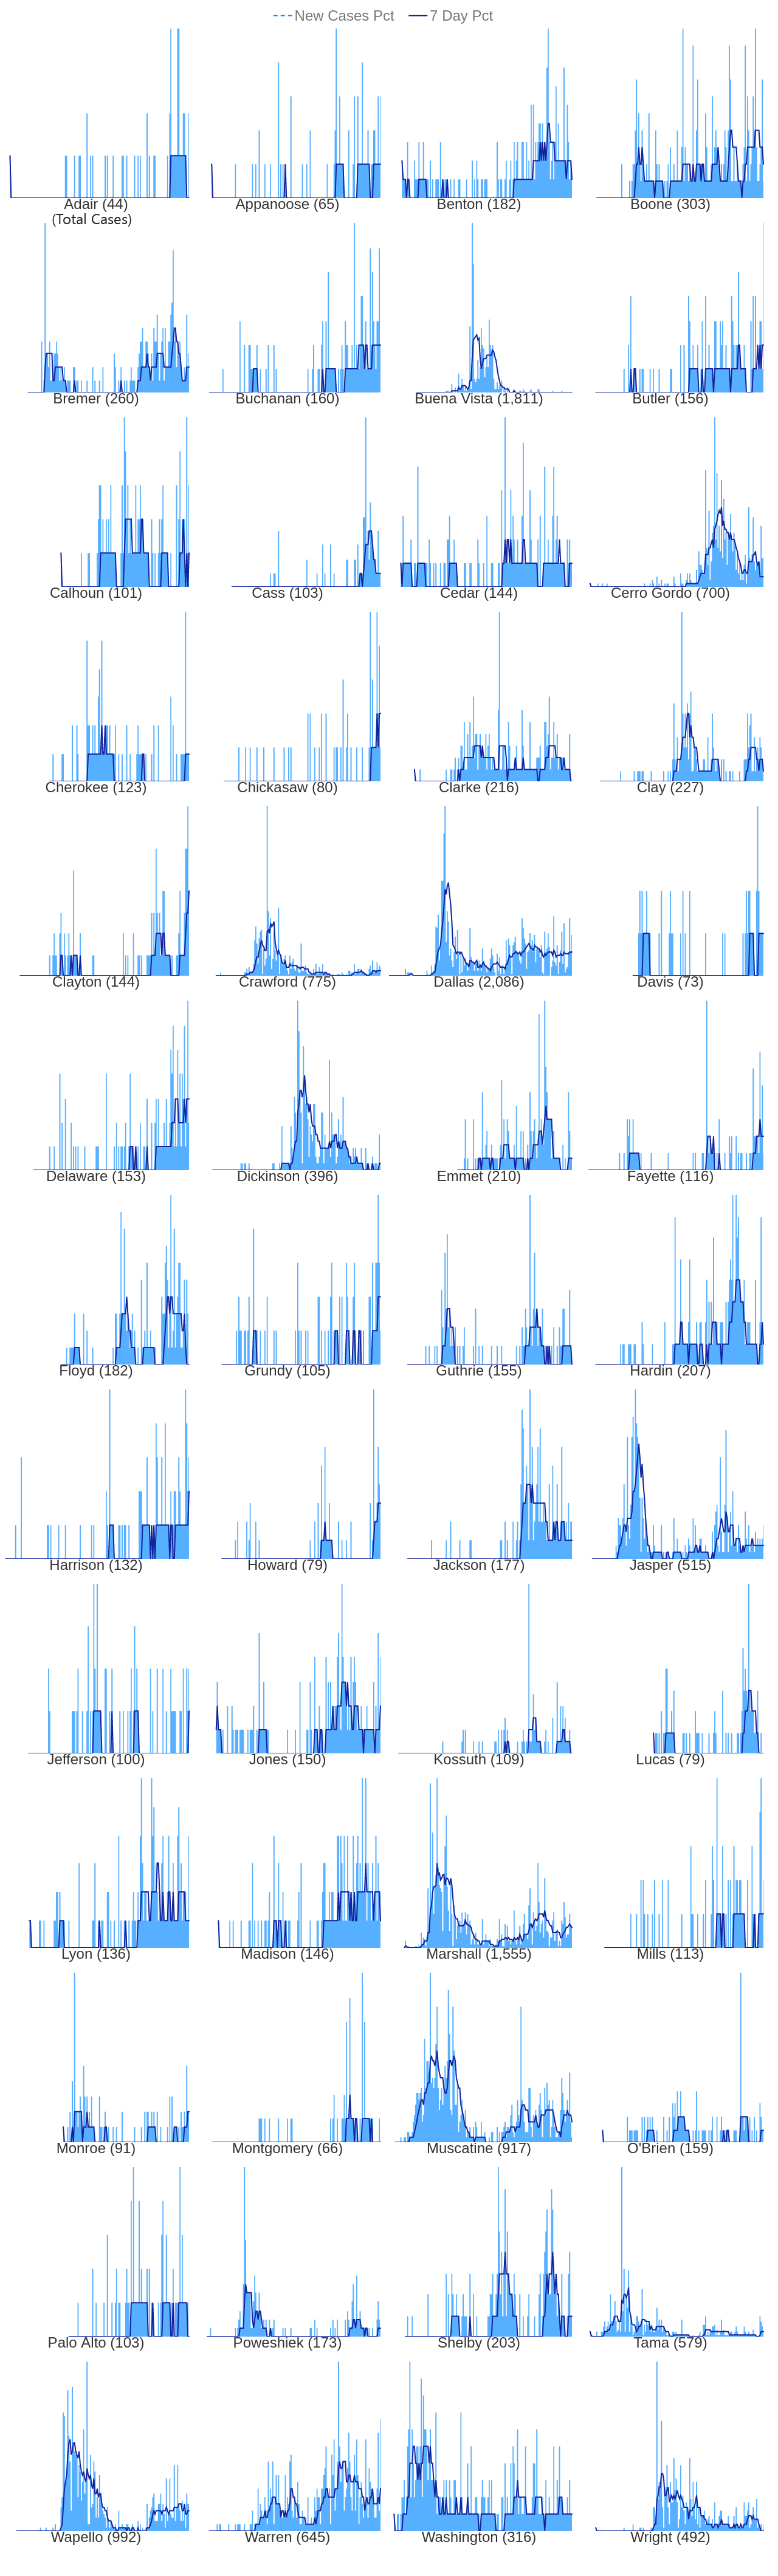 New Cases Pct 7 Day Pct
Adair (44) Appanoose (65) Benton (182) Boone (303)
(Total Cases)
Bremer (260) Buchanan (160) Buena Vista (1,811) Butler (156)
Calhoun (101) Cass (103) Cedar (144) Cerro Gordo (700)
Cherokee (123) Chickasaw (80) Clarke (216) Clay (227)
Clayton (144) Crawford (775) Dallas (2,086) Davis (73)
Delaware (153) Dickinson (396) Emmet (210) Fayette (116)
Floyd (182) Grundy (105) Guthrie (155) Hardin (207)
Harrison (132) Howard (79) Jackson (177) Jasper (515)
Jefferson (100) Jones (150) Kossuth (109) Lucas (79)
Lyon (136) Madison (146) Marshall (1,555) Mills (113)
Monroe (91) Montgomery (66) Muscatine (917) O'Brien (159)
Palo Alto (103) Poweshiek (173) Shelby (203) Tama (579)
Wapello (992) Warren (645) Washington (316) Wright (492)